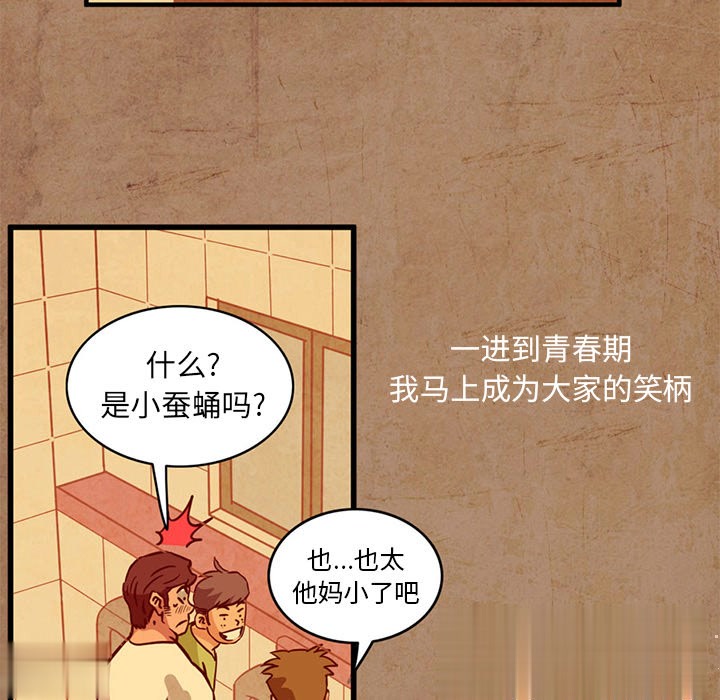 什么?
是小蚕蛹吗?
一进到青春期
我马上成为大家的笑柄
也...也太
他妈小了吧